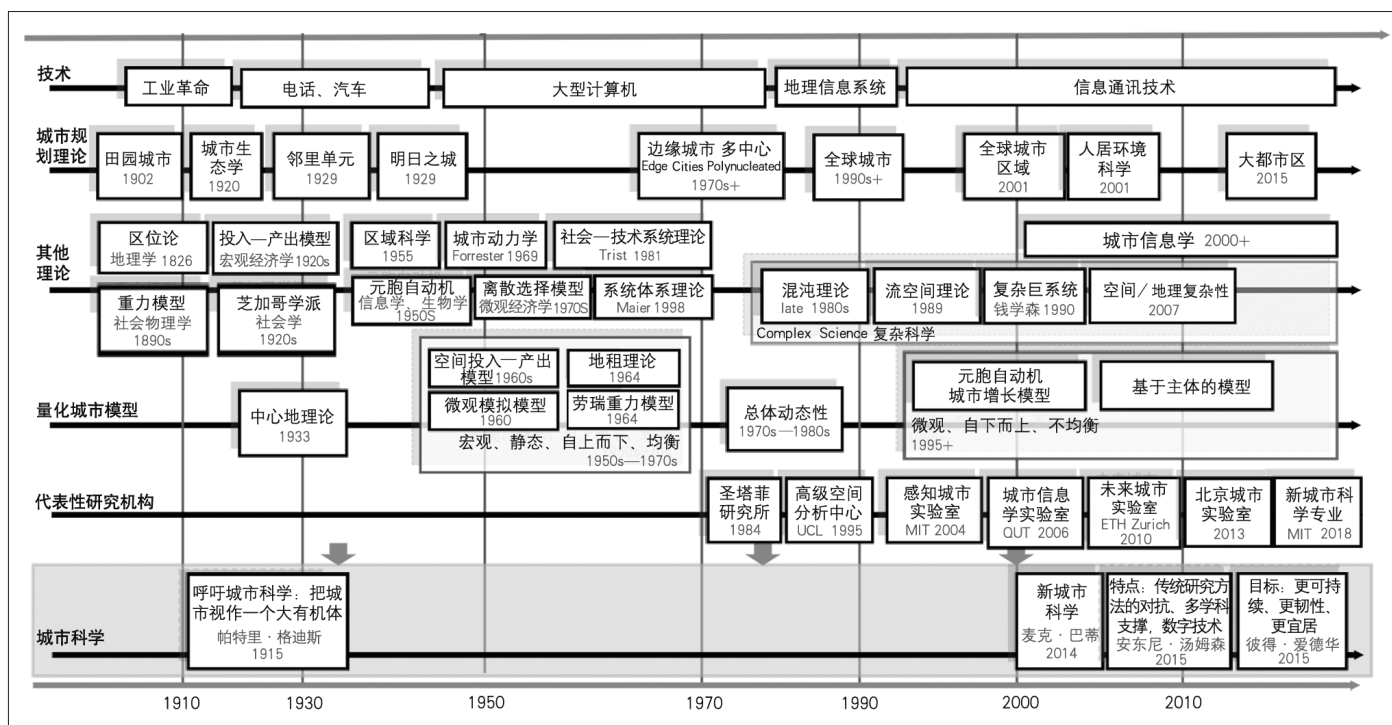 技术
工业革命
电话、汽车
大型计算机
地理信息系统
信息通讯技术
城市规
划理论
田园城市
1902
城市生
态学
1920
邻里单元
1929
明日之城
1929
边缘城市 多中心
Edge Cities Polynucleated
1970s+
全球城市
1990s+
全球城市
区域
2001
人居环境
科学
2001
大都市区
2015
其他
理论
区位论
地理学 1826
投入—产出模型
宏观经济学1920s
区域科学
1955
城市动力学
Forrester 1969
社会—技术系统理论
Trist 1981
城市信息学 2000+
重力模型
社会物理学
1890s
芝加哥学派
社会学
1920s
元胞自动机
信息学、生物学
1950S
离散选择模型
微观经济学1970S
系统体系理论
Maier 1998
混沌理论
late 1980s
流空间理论
1989
复杂巨系统
钱学森 1990
空间/地理复杂性
2007
Complex Science 复杂科学
量化城市模型
中心地理论
1933
空间投入—产出
模型1960s
地租理论
1964
微观模拟模型
1960
劳瑞重力模型
1964
宏观、静态、自上而下、均衡
1950s—1970s
总体动态性
1970s—1980s
元胞自动机
城市增长模型
基于主体的模型
微观、自下而上、不均衡
1995+
代表性研究机构
圣塔菲
研究所
1984
高级空间
分析中心
UCL 1995
感知城市
实验室
MIT 2004
城市信息
学实验室
QUT 2006
未来城市
实验室
ETH Zurich
2010
北京城市
实验室
2013
新城市科
学专业
MIT 2018
城市科学
呼吁城市科学：把城
市视作一个大有机体
帕特里·格迪斯
1915
新城市
科学
麦克·巴蒂
2014
特点：传统研究方
法的对抗、多学科
支撑，数字技术
安东尼·汤姆森
2015
目标：更可持
续、更韧性、
更宜居
彼得·爱德华
2015
1910
1930
1950
1970
1990
2000
2010